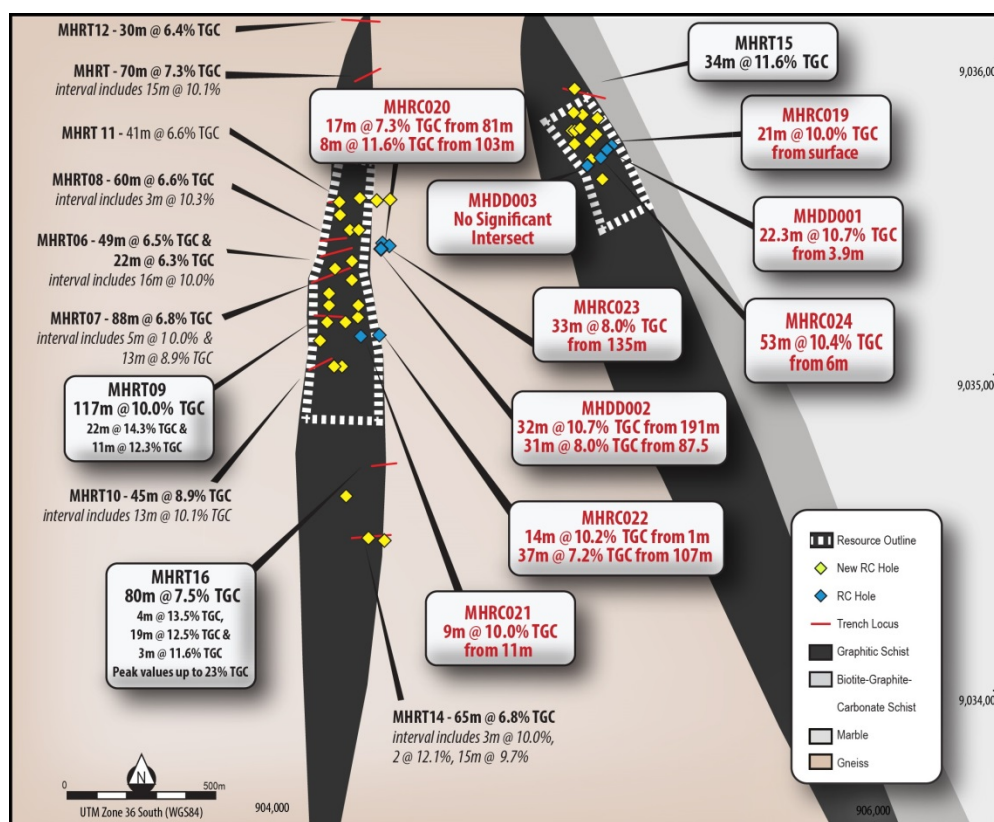 MHRT12 - 30m @ 6.4% TGC
MHRT - 70m @ 7.3% TGC
interval includes 15m @ 10.1%
MHRT 11 - 41m @ 6.6% TGC
MHRT08 - 60m @ 6.6% TGC
interval includes 3m @ 10.3%
MHRT06 - 49m @ 6.5% TGC &
22m @ 6.3% TGC
interval includes 16m @ 10.0%
MHRT07 - 88m @ 6.8% TGC
interval includes 5m @ 1 0.0% &
13m @ 8.9% TGC
MHRT09
117m @ 10.0% TGC
22m @ 14.3% TGC &
11m @ 12.3% TGC
MHRT10 - 45m @ 8.9% TGC
interval includes 13m @ 10.1% TGC
MHRT16
80m @ 7.5% TGC
4m @ 13.5% TGC,
19m @ 12.5% TGC &
3m @ 11.6% TGC
Peak values up to 23% TGC
MHRC020
17m @ 7.3% TGC from 81m
8m @ 11.6% TGC from 103m
MHRT15
34m @ 11.6% TGC
MHRC019
21m @ 10.0% TGC
from surface
MHDD003
No Significant
Intersect
MHDD001
22.3m @ 10.7% TGC
from 3.9m
MHRC023
33m @ 8.0% TGC
from 135m
MHRC024
53m @ 10.4% TGC
from 6m
MHDD002
32m @ 10.7% TGC from 191m
31m @ 8.0% TGC from 87.5
MHRC022
14m @ 10.2% TGC from 1m
37m @ 7.2% TGC from 107m
MHRC021
9m @ 10.0% TGC
from 11m
MHRT14 - 65m @ 6.8% TGC
interval includes 3m @ 10.0%,
2 @ 12.1%, 15m @ 9.7%
Resource Outline
New RC Hole
RC Hole
Trench Locus
Graphitic Schist
Biotite-Graphite-
Carbonate Schist
Marble
Gneiss
9,036,00
9,035,00
9,034,00
N
0
500m
UTM Zone 36 South (WGS84)
904,000
906,000